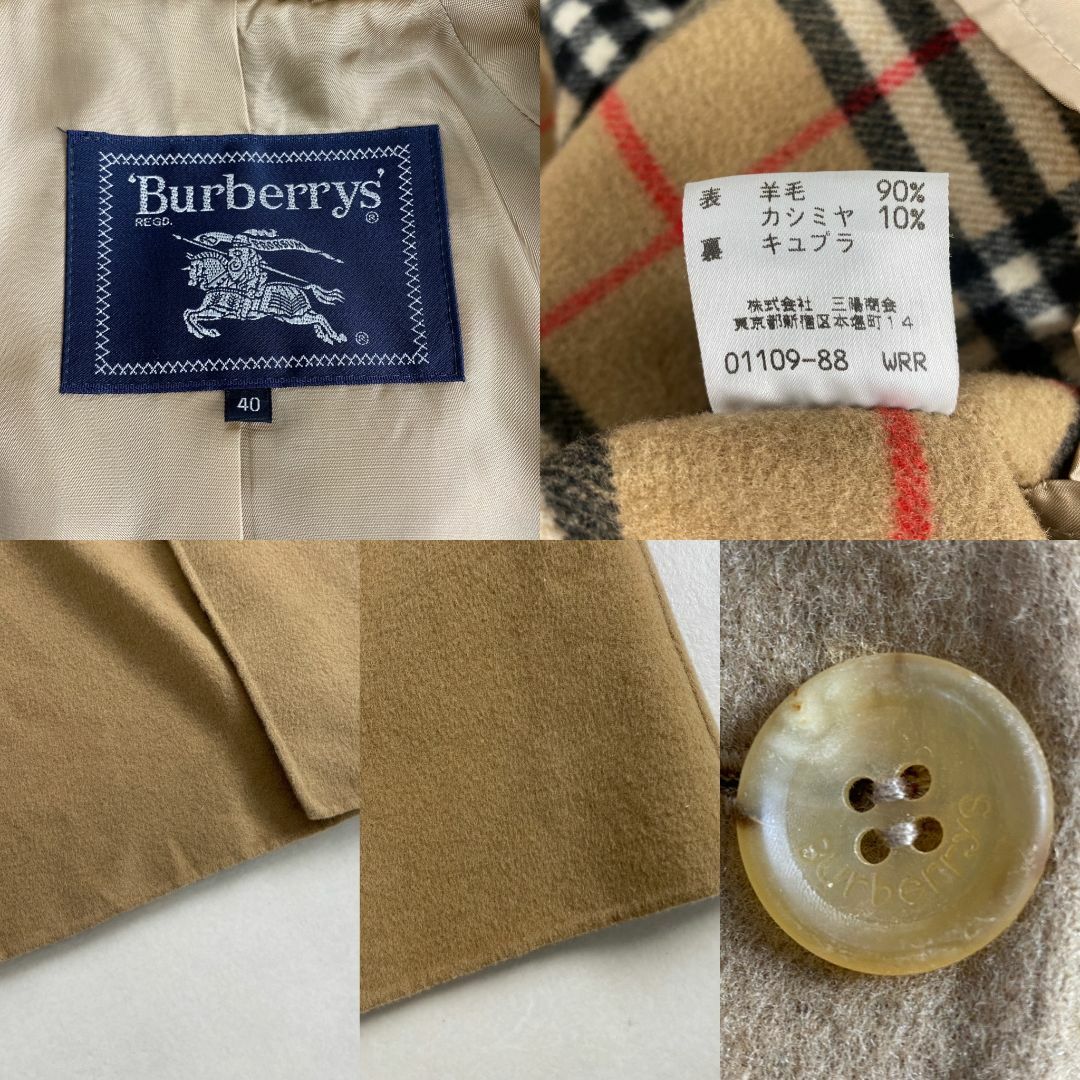 'Burberrys'®
REGD.
®
40
表 羊毛 90%
カシミヤ 10%
裏 キュプラ
株式会社 三陽商会
東京都新宿区本塩町14
01109-88 WRR
Burberrys